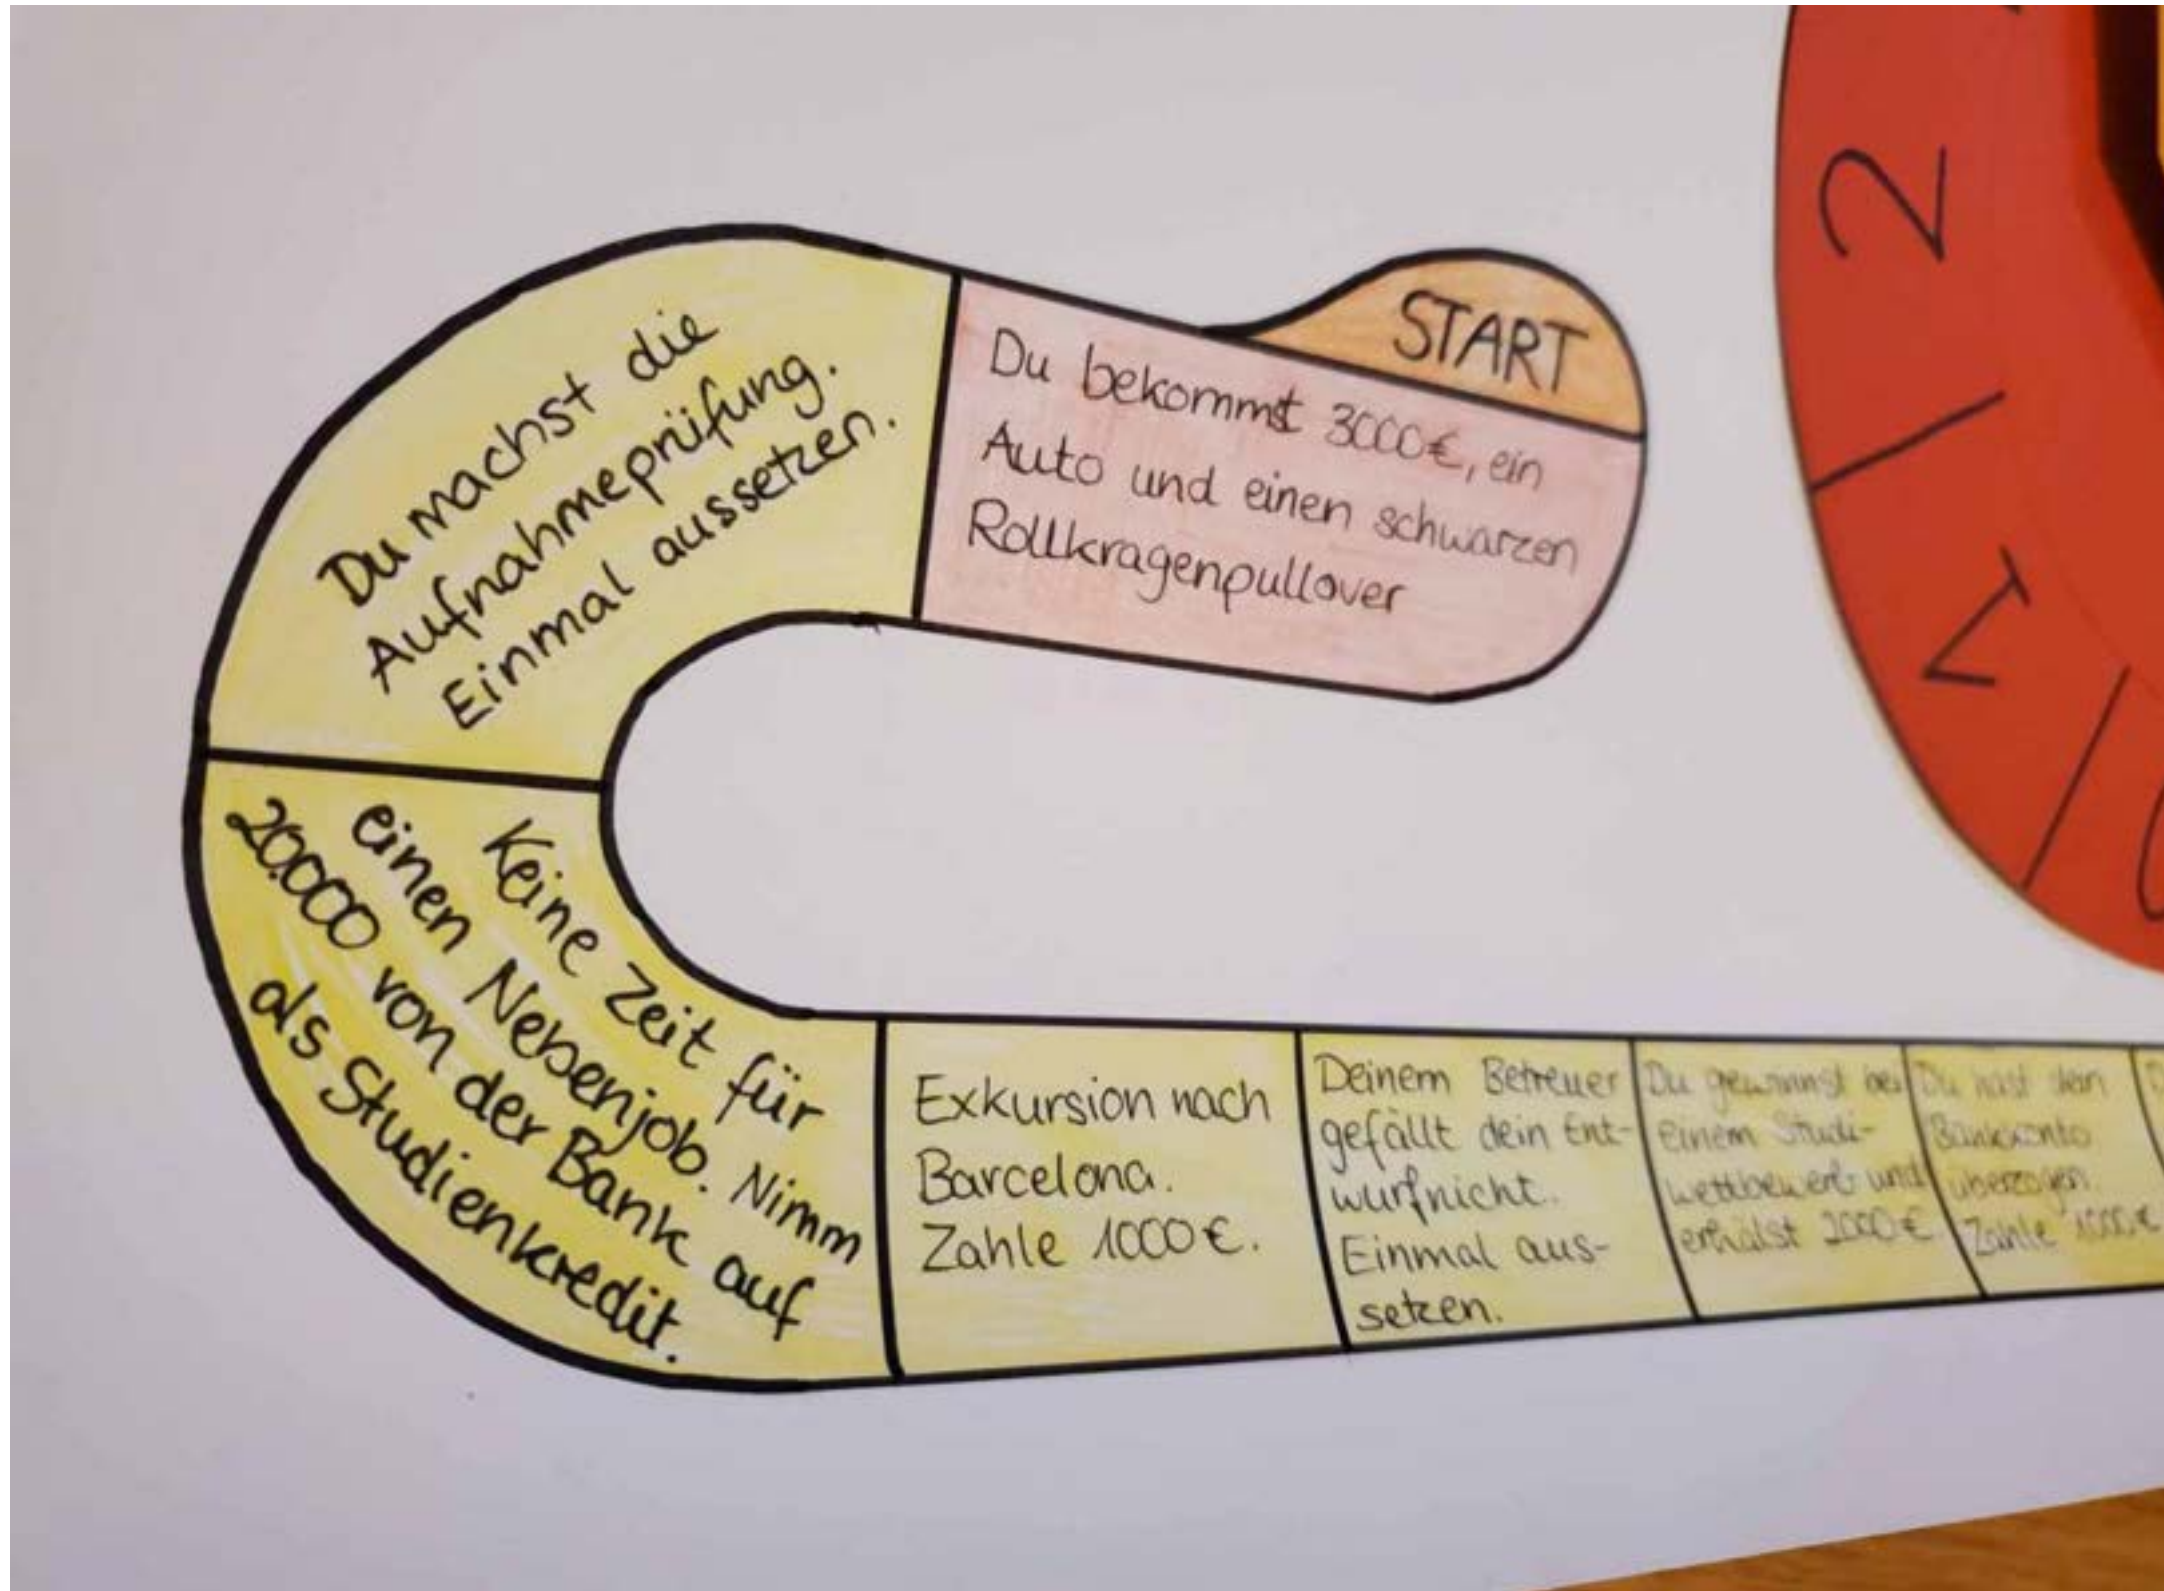 START
Du bekommst 3000€, ein
Auto und einen schwarzen
Rollkragenpullover
Du machst die
Aufnahmeprüfung.
Einmal aussetzen.
Keine Zeit für
einen Nebenjob. Nimm
20.000 von der Bank auf
als Studienkredit.
Exkursion nach
Barcelona.
Zahle 1000€.
Deinem Betreuer
gefällt dein Ent-
wurf nicht.
Einmal aus-
setzen.
Du gewinnst bei
einem Studi-
wettbewerb und
erhälst 2000€
Du hast dein
Bankkonto
überzogen.
Zahle 1000€
2
1